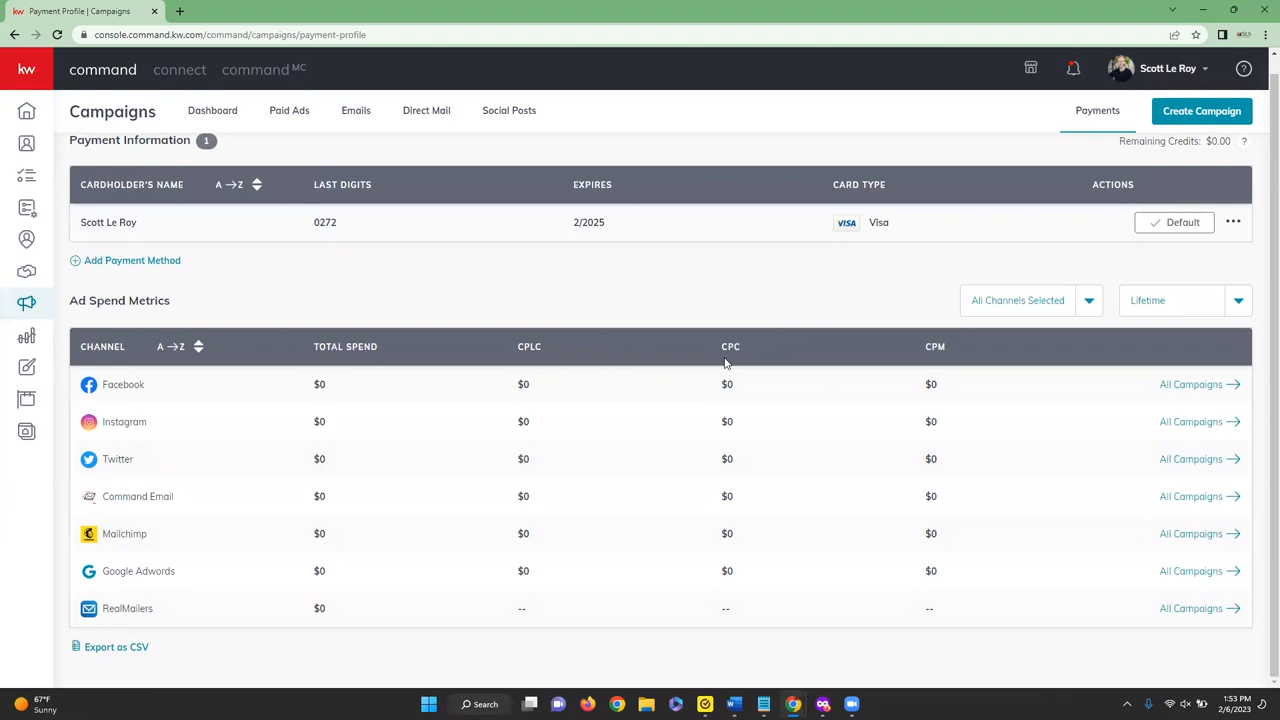 kw Payment Profile | Campaigns
console.command.kw.com/command/campaigns/payment-profile
kw command connect command MC Scott Le Roy
Campaigns Dashboard Paid Ads Emails Direct Mail Social Posts Payments Create Campaign
Payment Information 1 Remaining Credits: $0.00 ?
CARDHOLDER'S NAME A → Z LAST DIGITS EXPIRES CARD TYPE ACTIONS
Scott Le Roy 0272 2/2025 VISA Visa Default
Add Payment Method
Ad Spend Metrics All Channels Selected Lifetime
CHANNEL A → Z TOTAL SPEND CPLC CPC CPM
Facebook $0 $0 $0 $0 All Campaigns
Instagram $0 $0 $0 $0 All Campaigns
Twitter $0 $0 $0 $0 All Campaigns
Command Email $0 $0 $0 $0 All Campaigns
Mailchimp $0 $0 $0 $0 All Campaigns
Google Adwords $0 $0 $0 $0 All Campaigns
RealMailers $0 -- -- -- All Campaigns
Export as CSV
67°F
Sunny
Search
1:53 PM
2/6/2023